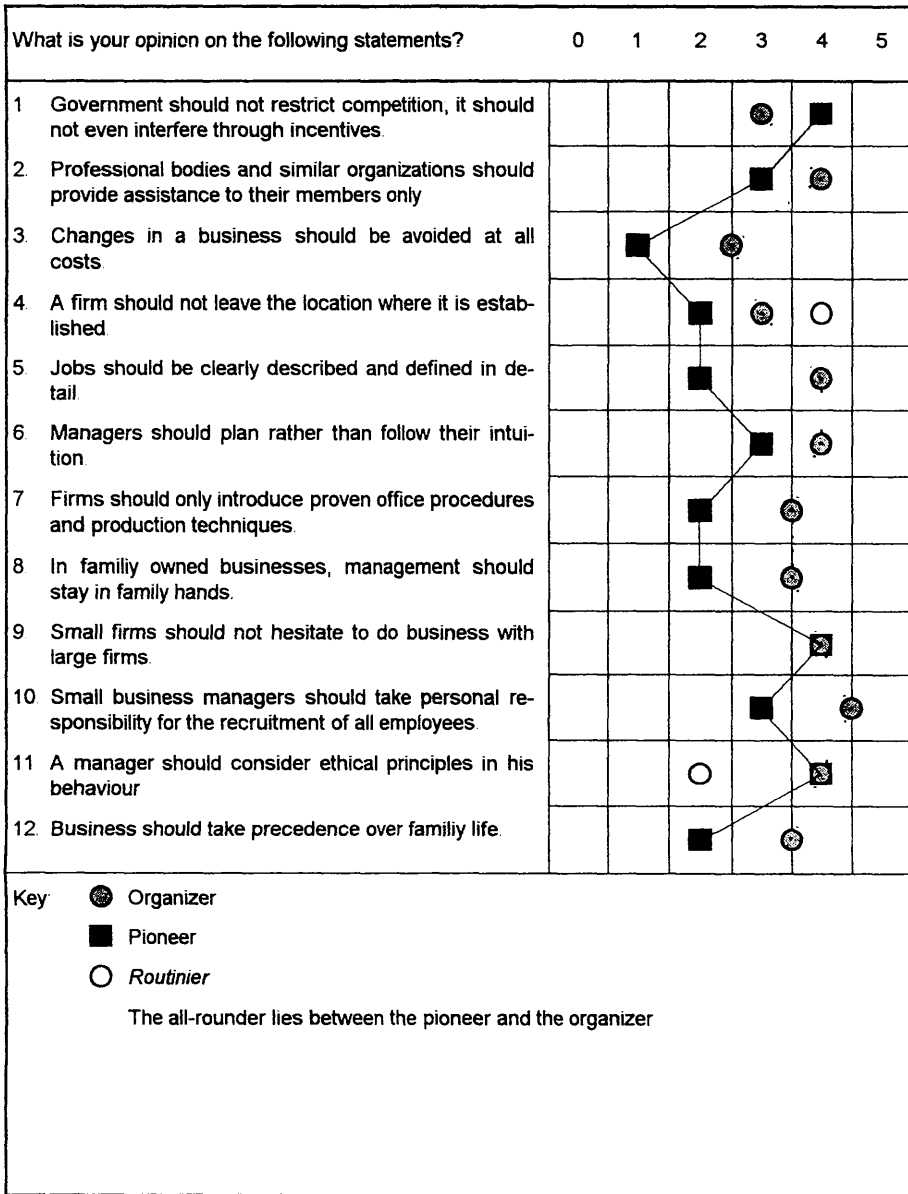 What is your opinion on the following statements? 0 1 2 3 4 5
1 Government should not restrict competition, it should
not even interfere through incentives.
2. Professional bodies and similar organizations should
provide assistance to their members only
3. Changes in a business should be avoided at all
costs.
4. A firm should not leave the location where it is estab-
lished.
5. Jobs should be clearly described and defined in de-
tail.
6. Managers should plan rather than follow their intui-
tion.
7 Firms should only introduce proven office procedures
and production techniques.
8 In familiy owned businesses, management should
stay in family hands.
9. Small firms should not hesitate to do business with
large firms.
10. Small business managers should take personal re-
sponsibility for the recruitment of all employees.
11 A manager should consider ethical principles in his
behaviour
12. Business should take precedence over familiy life.
Key: Organizer
Pioneer
Routinier
The all-rounder lies between the pioneer and the organizer